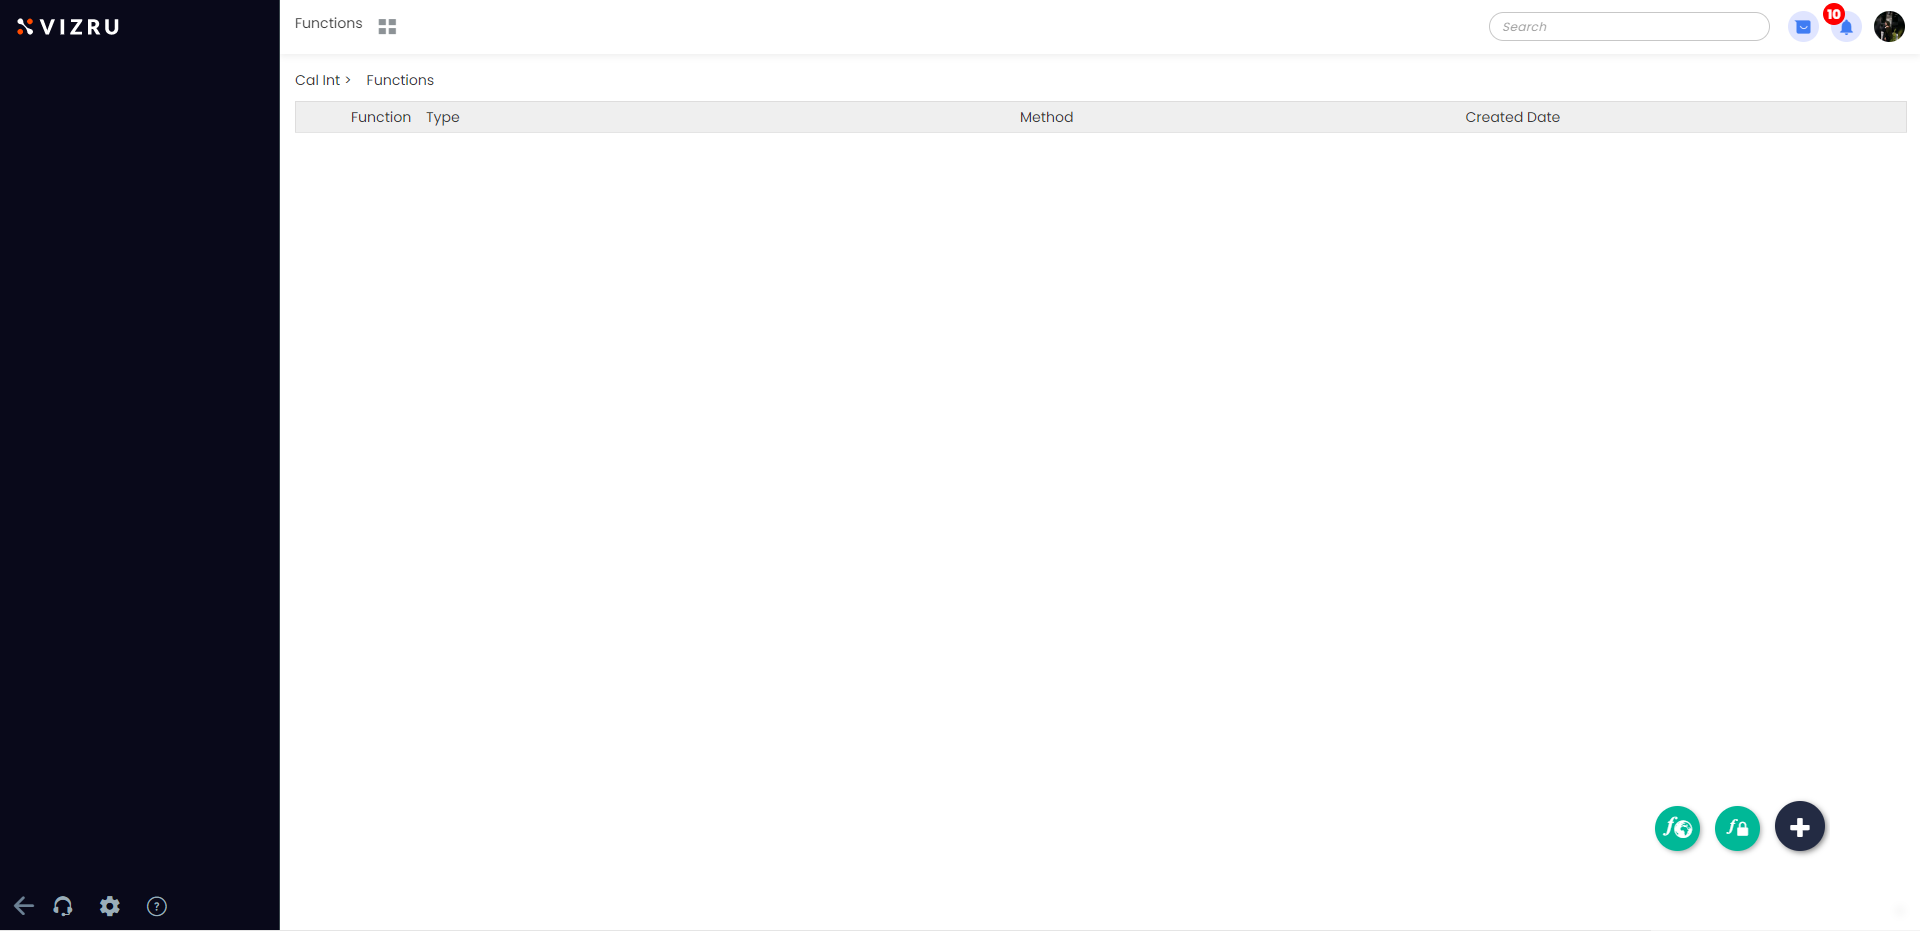 VIZRU
Functions
Search
10
Cal Int > Functions
Function Type Method Created Date
f
f
?